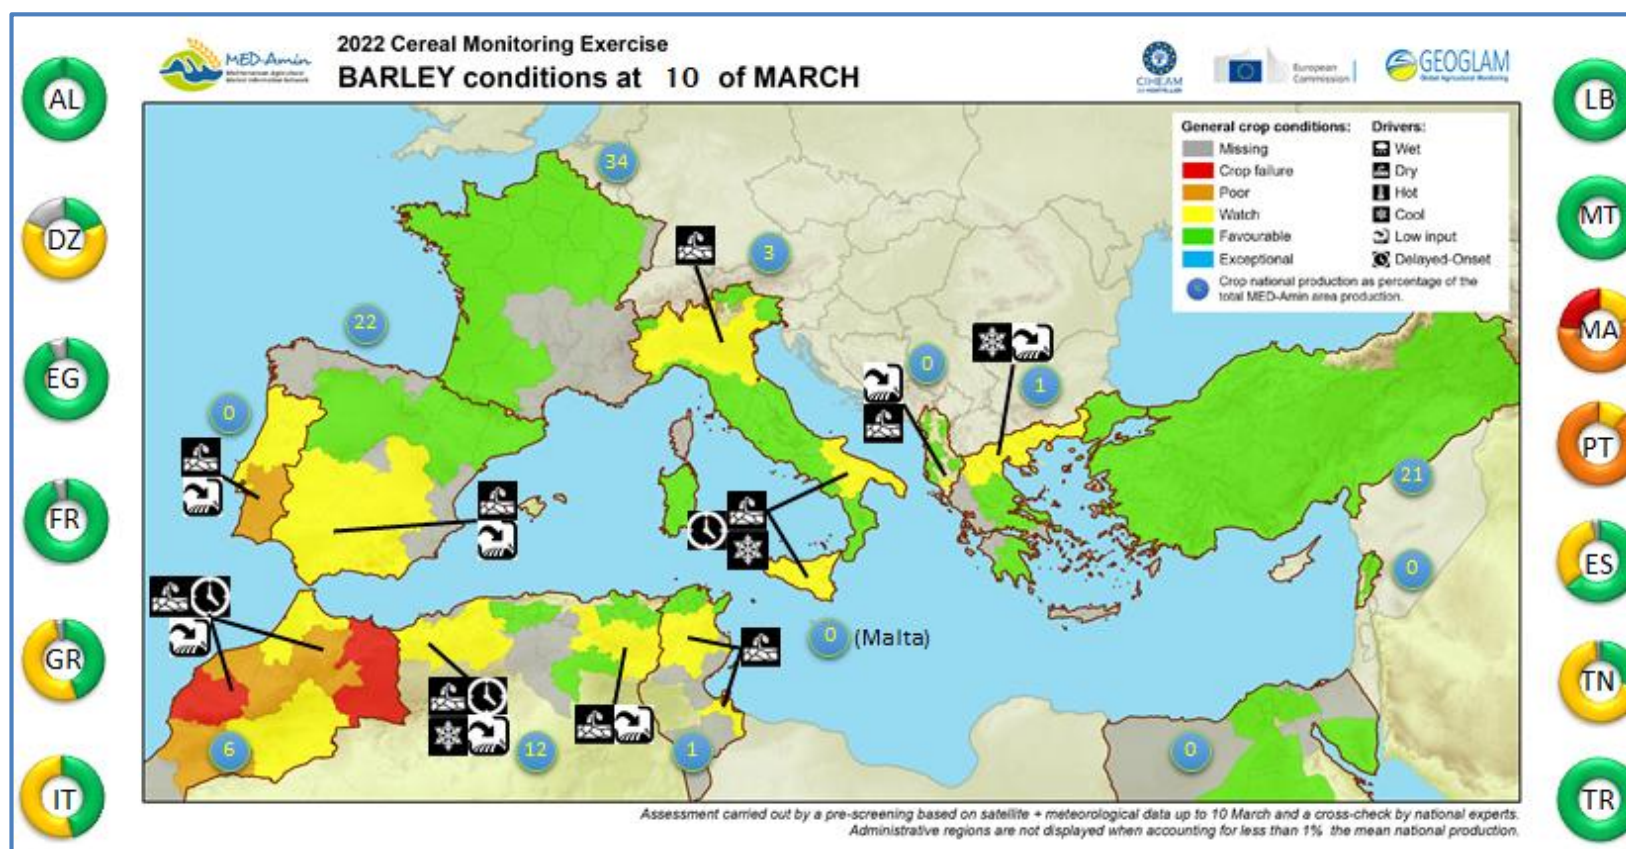 2022 Cereal Monitoring Exercise
BARLEY conditions at 10 of MARCH
MED-Amin
CIHEAM
European
Commission
GEOGLAM
Global Agricultural Monitoring
General crop conditions:
Missing
Crop failure
Poor
Watch
Favourable
Exceptional
Drivers:
Wet
Dry
Hot
Cool
Low input
Delayed-Onset
Crop national production as percentage of the
total MED-Amin area production.
AL
DZ
EG
FR
GR
IT
LB
MT
MA
PT
ES
TN
TR
34
3
22
0
0
1
21
0
0 (Malta)
6
12
1
0
Assessment carried out by a pre-screening based on satellite + meteorological data up to 10 March and a cross-check by national experts.
Administrative regions are not displayed when accounting for less than 1% the mean national production.